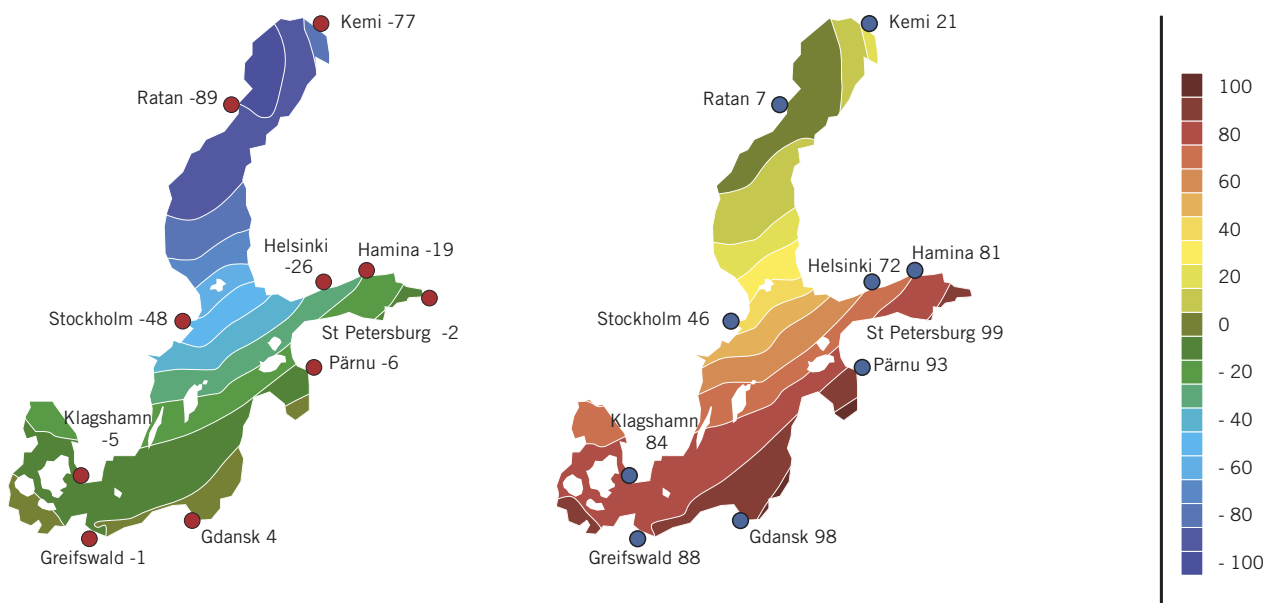 Kemi -77
Ratan -89
Helsinki
-26
Hamina -19
Stockholm -48
St Petersburg -2
Pärnu -6
Klagshamn
-5
Gdansk 4
Greifswald -1
Kemi 21
Ratan 7
Hamina 81
Helsinki 72
Stockholm 46
St Petersburg 99
Pärnu 93
Klagshamn
84
Gdansk 98
Greifswald 88
100
80
60
40
20
0
- 20
- 40
- 60
- 80
- 100